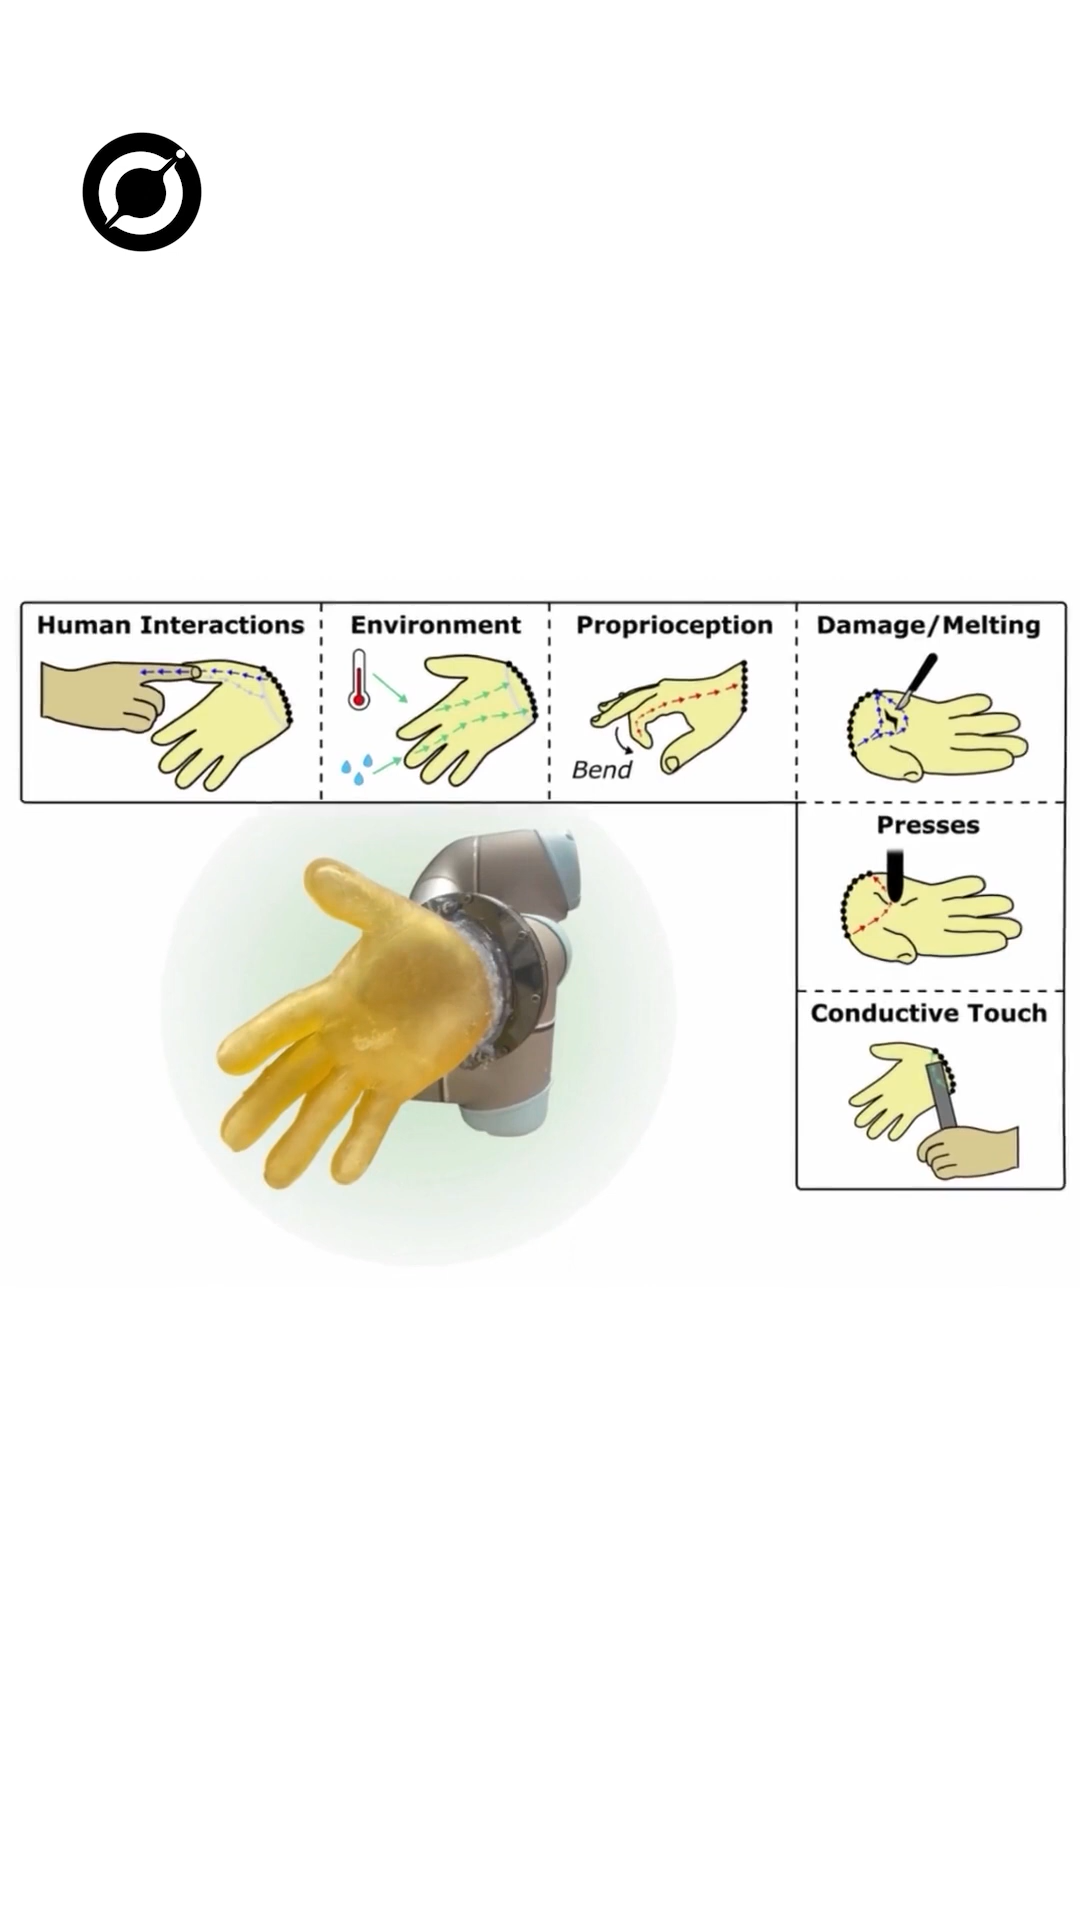 Human Interactions
Environment
Proprioception
Damage/Melting
Bend
Presses
Conductive Touch